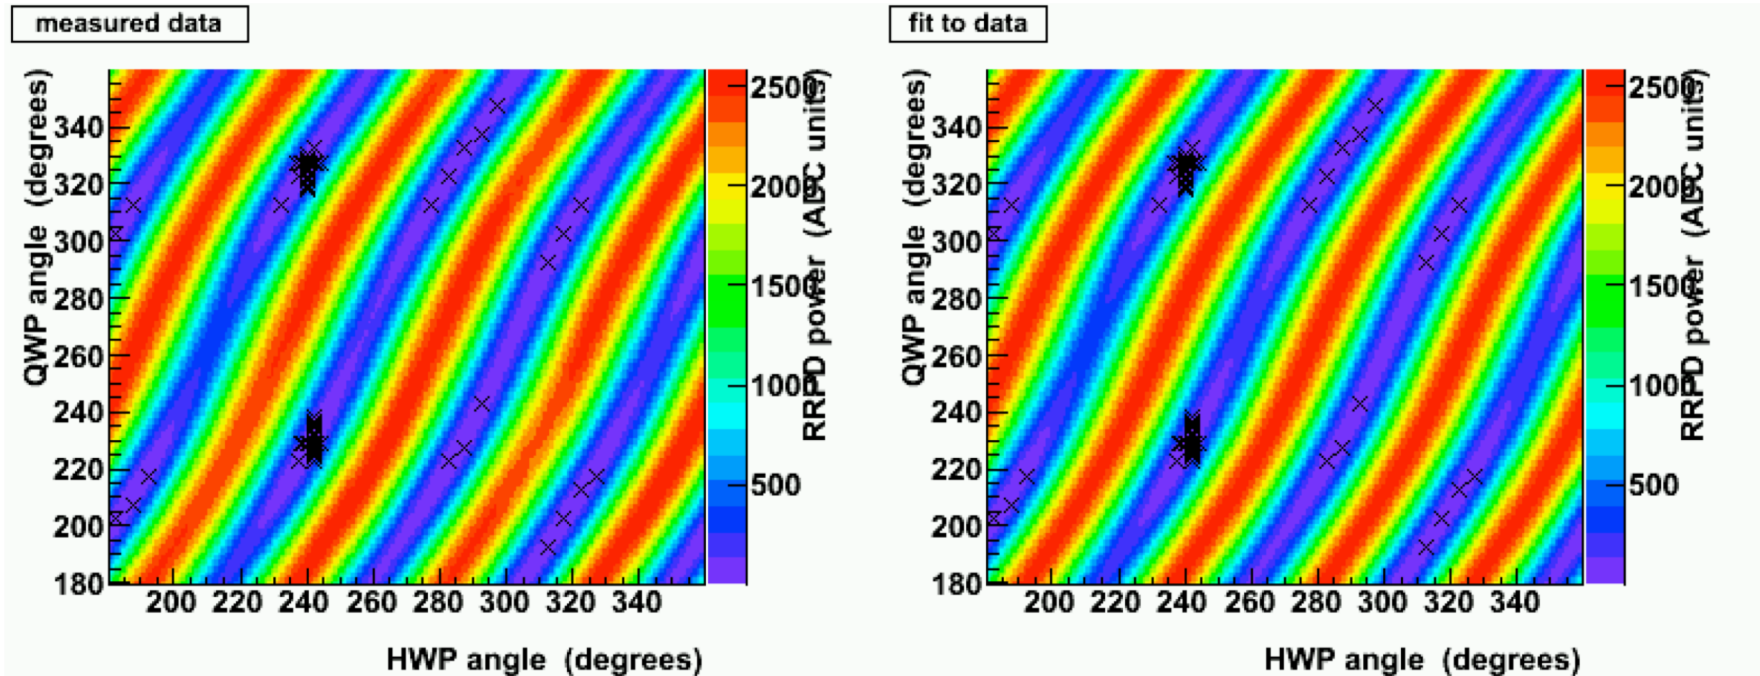 measured data
fit to data
QWP angle (degrees)
340
320
300
280
260
240
220
200
180
200 220 240 260 280 300 320 340
HWP angle (degrees)
2500
2000
1500
1000
500
RRPD power (ADC units)
QWP angle (degrees)
340
320
300
280
260
240
220
200
180
200 220 240 260 280 300 320 340
HWP angle (degrees)
2500
2000
1500
1000
500
RRPD power (ADC units)